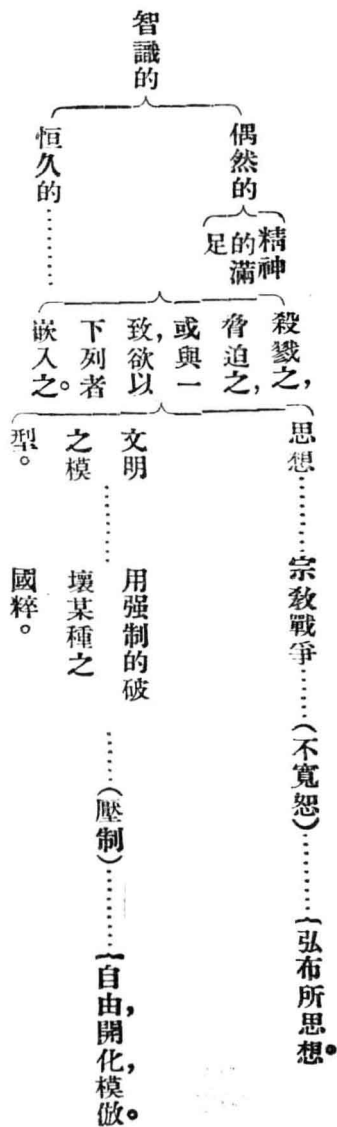 智識的
偶然的
精神
的滿
足
恒久的………
殺戮之,
脅迫之,
或與一
致,欲以
下列者
嵌入之。
思想………宗教戰爭……(不寬恕)………弘布所思想。
文明
之模………
型。
用强制的破
壞某種之
國粹。
……(壓制)………自由,開化,模倣。